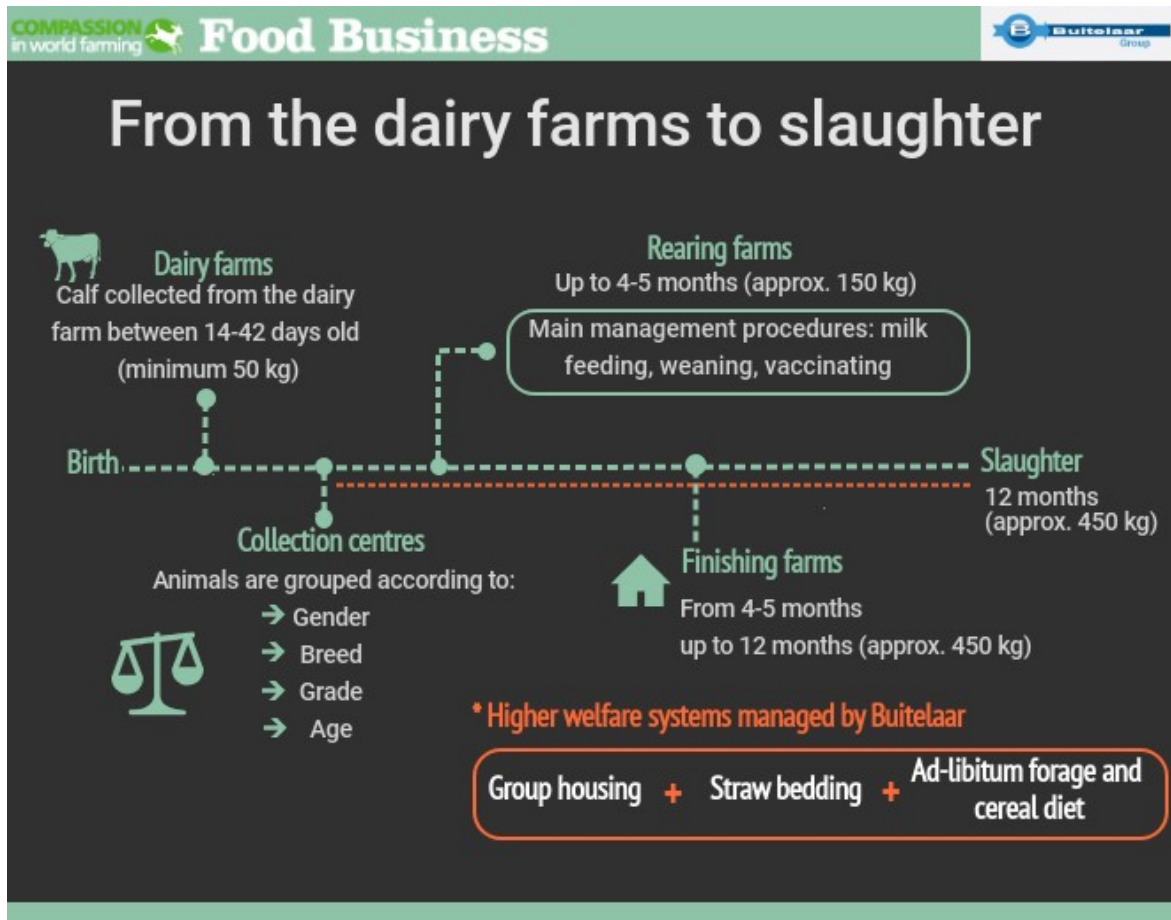 COMPASSION
in world farming
Food Business
B Buitelaar
Group
From the dairy farms to slaughter
Dairy farms
Calf collected from the dairy
farm between 14-42 days old
(minimum 50 kg)
Rearing farms
Up to 4-5 months (approx. 150 kg)
Main management procedures: milk
feeding, weaning, vaccinating
Birth
Slaughter
12 months
(approx. 450 kg)
Collection centres
Animals are grouped according to:
→ Gender
→ Breed
→ Grade
→ Age
Finishing farms
From 4-5 months
up to 12 months (approx. 450 kg)
* Higher welfare systems managed by Buitelaar
Group housing + Straw bedding + Ad-libitum forage and
cereal diet